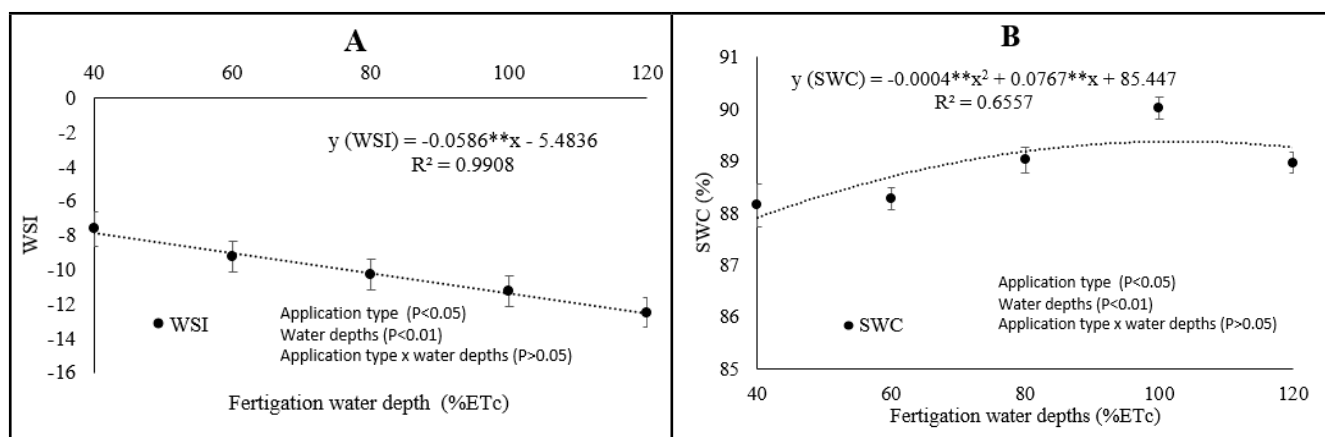 A
40 60 80 100 120
0
-2
-4
-6
-8
-10
-12
-14
-16
WSI
y (WSI) = -0.0586**x - 5.4836
R² = 0.9908
WSI
Application type (P<0.05)
Water depths (P<0.01)
Application type x water depths (P>0.05)
Fertigation water depth (%ETc)
B
91
90
89
88
87
86
85
SWC (%)
y (SWC) = -0.0004**x² + 0.0767**x + 85.447
R² = 0.6557
Application type (P<0.05)
Water depths (P<0.01)
Application type x water depths (P>0.05)
SWC
40 60 80 100 120
Fertigation water depths (%ETc)